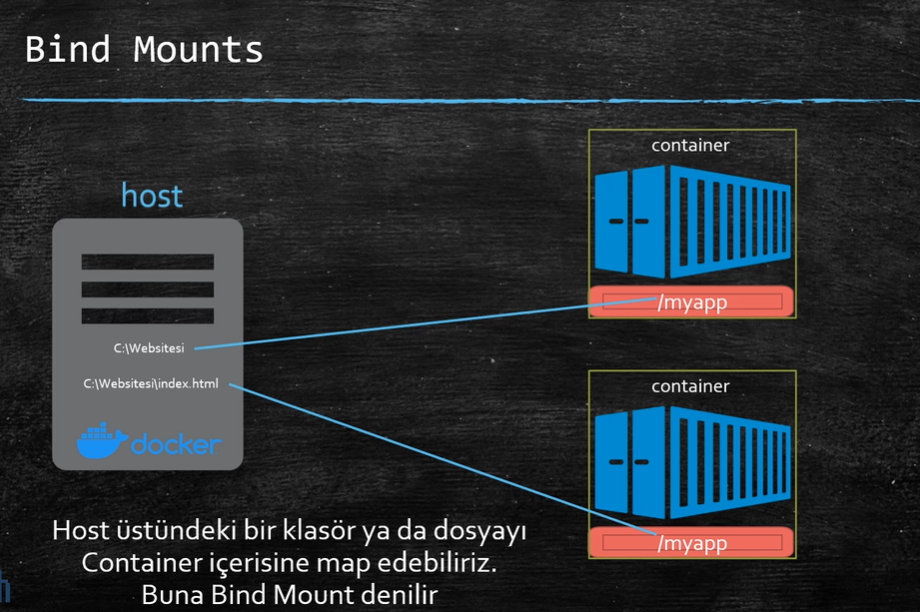 Bind Mounts
host
C:\Websitesi
C:\Websitesi\index.html
docker
container
/myapp
container
/myapp
Host üstündeki bir klasör ya da dosyayı
Container içerisine map edebiliriz.
Buna Bind Mount denilir